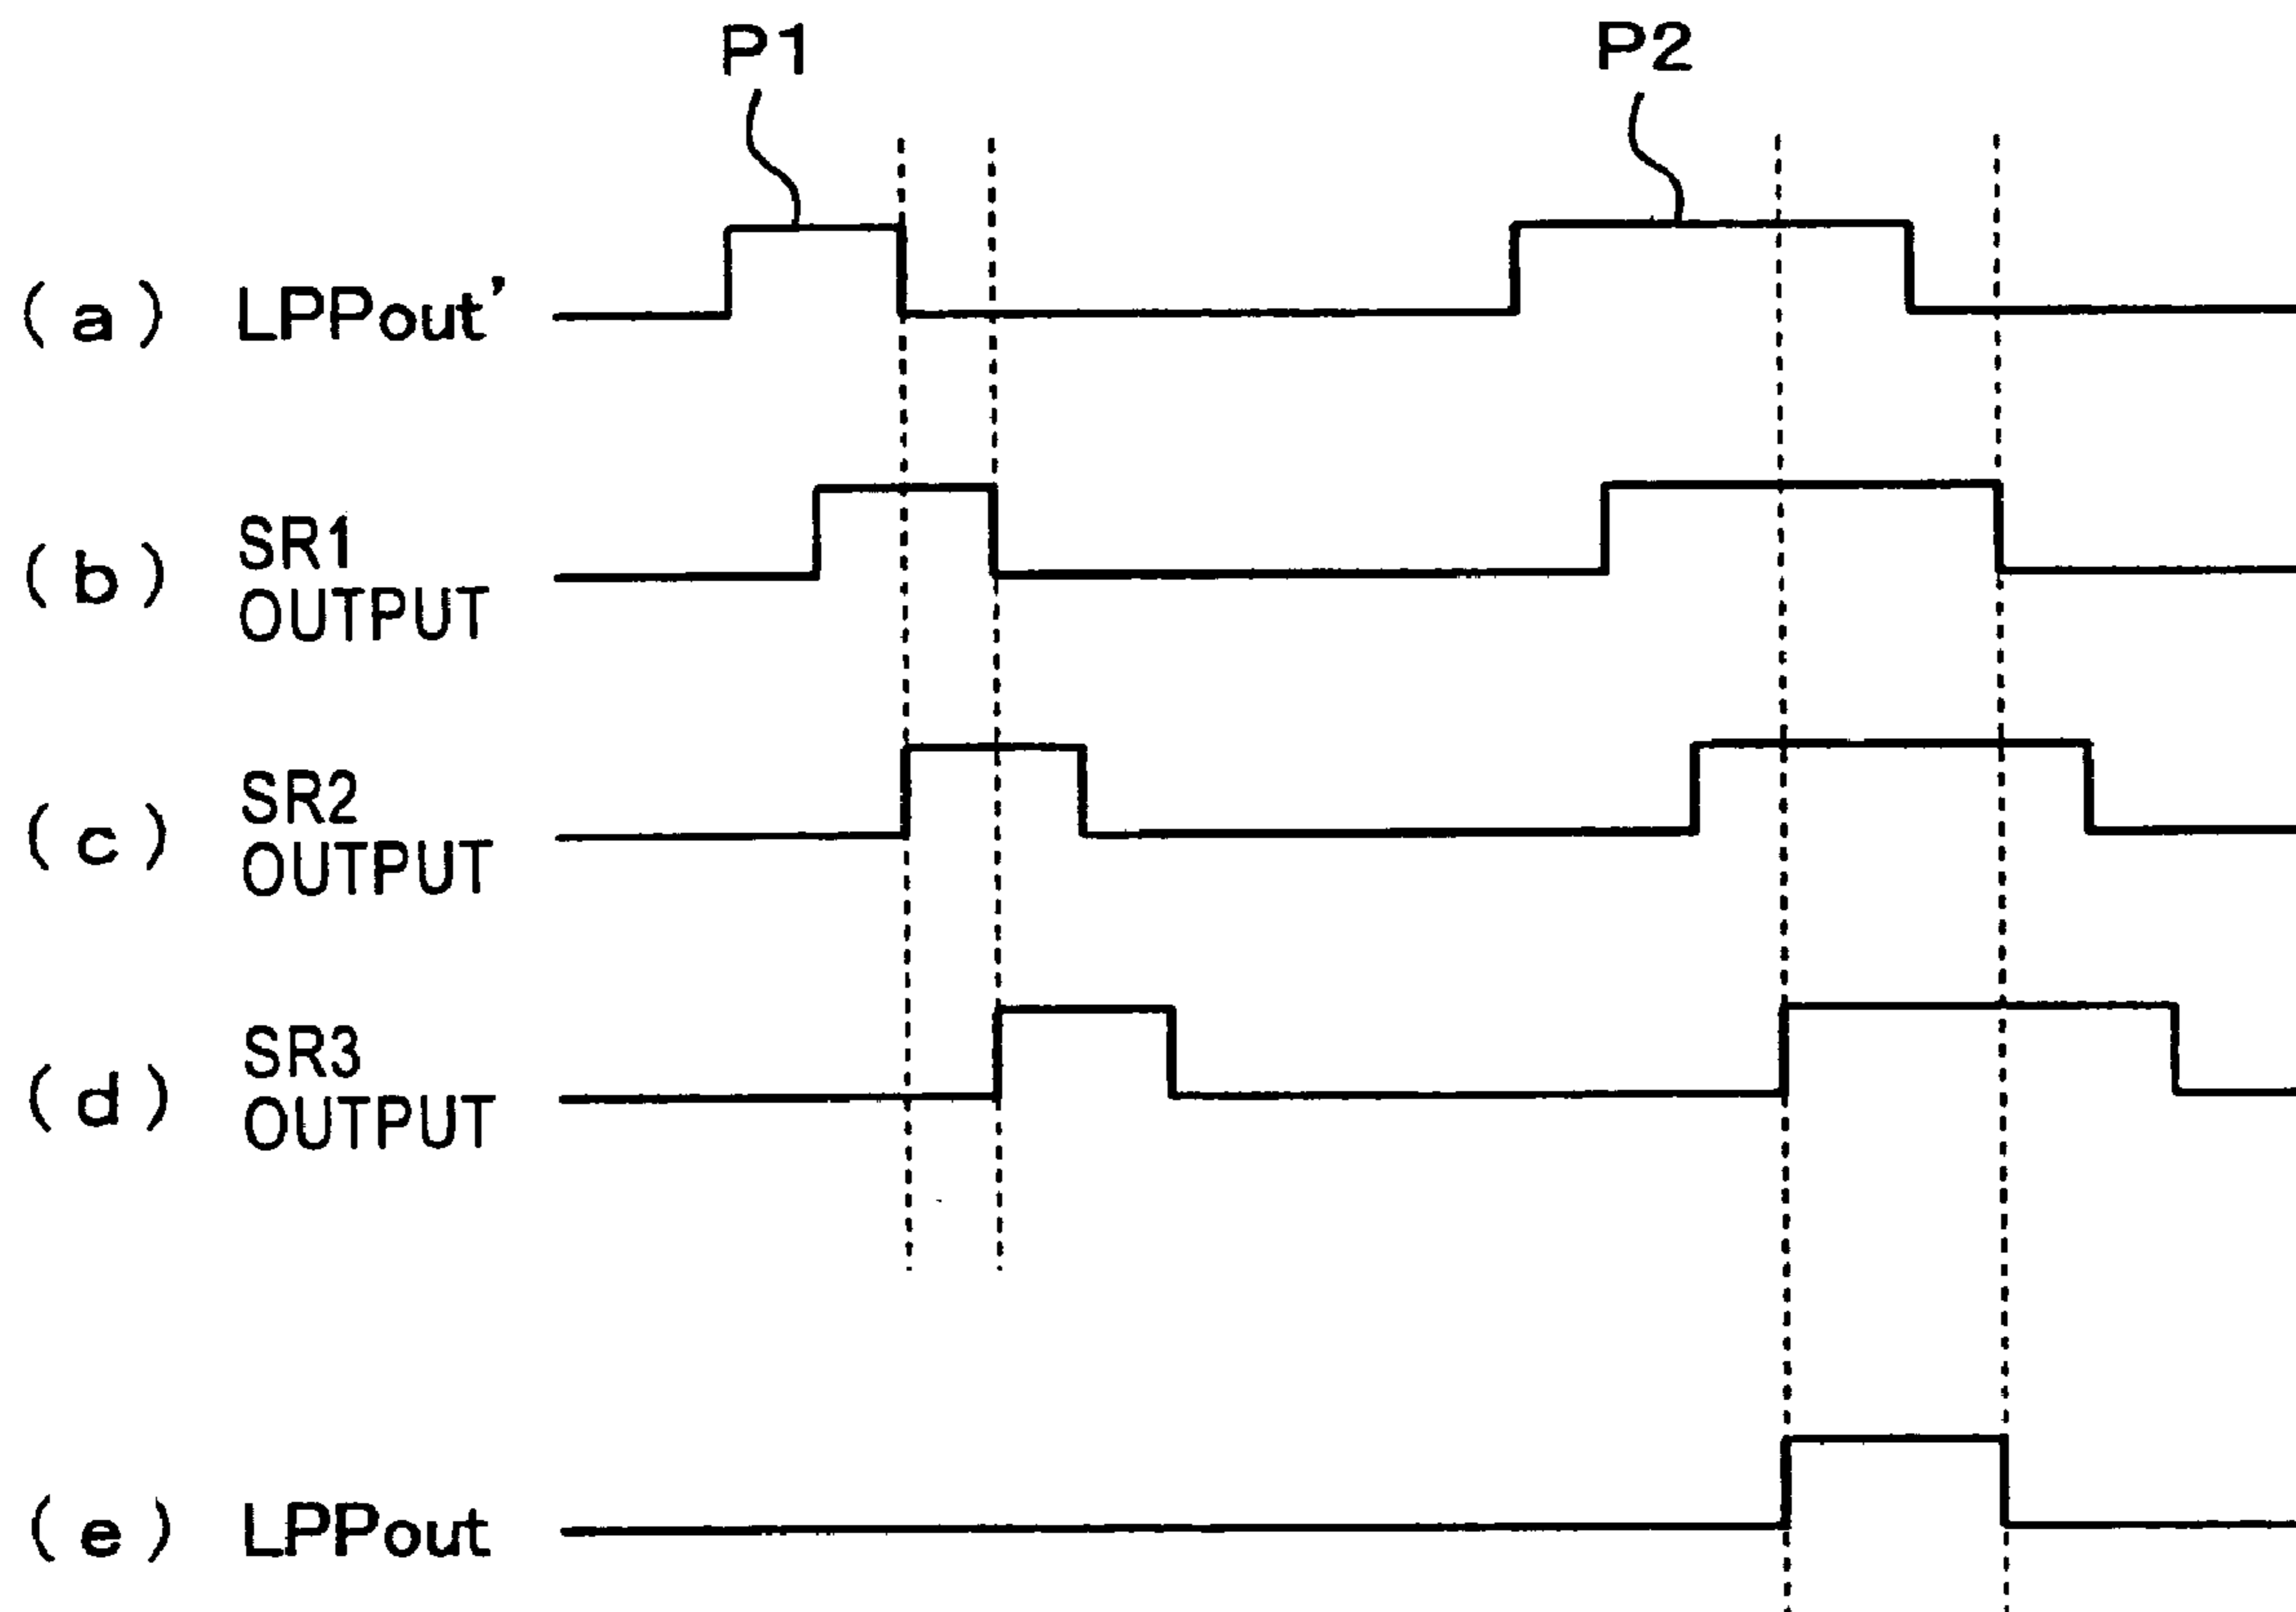 P1 P2
(a) LPPout'
(b) SR1
OUTPUT
(c) SR2
OUTPUT
(d) SR3
OUTPUT
(e) LPPout